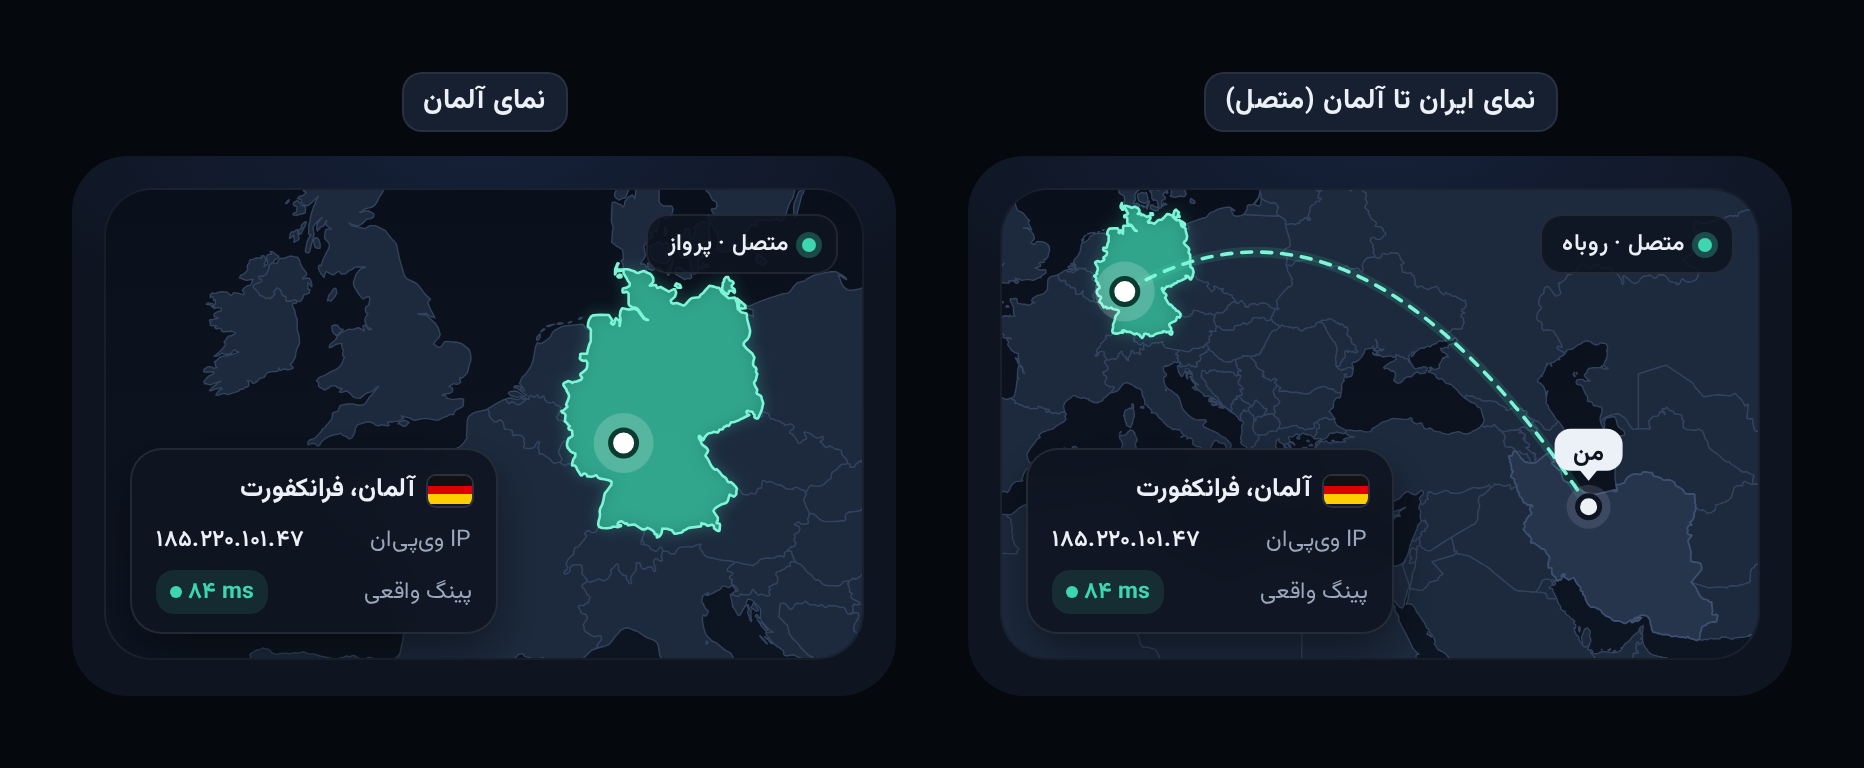 نمای ایران تا آلمان (متصل)
متصل · روباه
من
آلمان، فرانکفورت
IP وی‌پی‌ان
۱۸۵.۲۲۰.۱۰۱.۴۷
پینگ واقعی
۸۴ ms
نمای آلمان
متصل · پرواز
آلمان، فرانکفورت
IP وی‌پی‌ان
۱۸۵.۲۲۰.۱۰۱.۴۷
پینگ واقعی
۸۴ ms